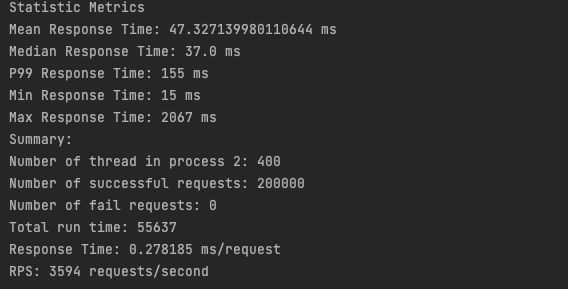 Statistic Metrics
Mean Response Time: 47.327139980110644 ms
Median Response Time: 37.0 ms
P99 Response Time: 155 ms
Min Response Time: 15 ms
Max Response Time: 2067 ms
Summary:
Number of thread in process 2: 400
Number of successful requests: 200000
Number of fail requests: 0
Total run time: 55637
Response Time: 0.278185 ms/request
RPS: 3594 requests/second